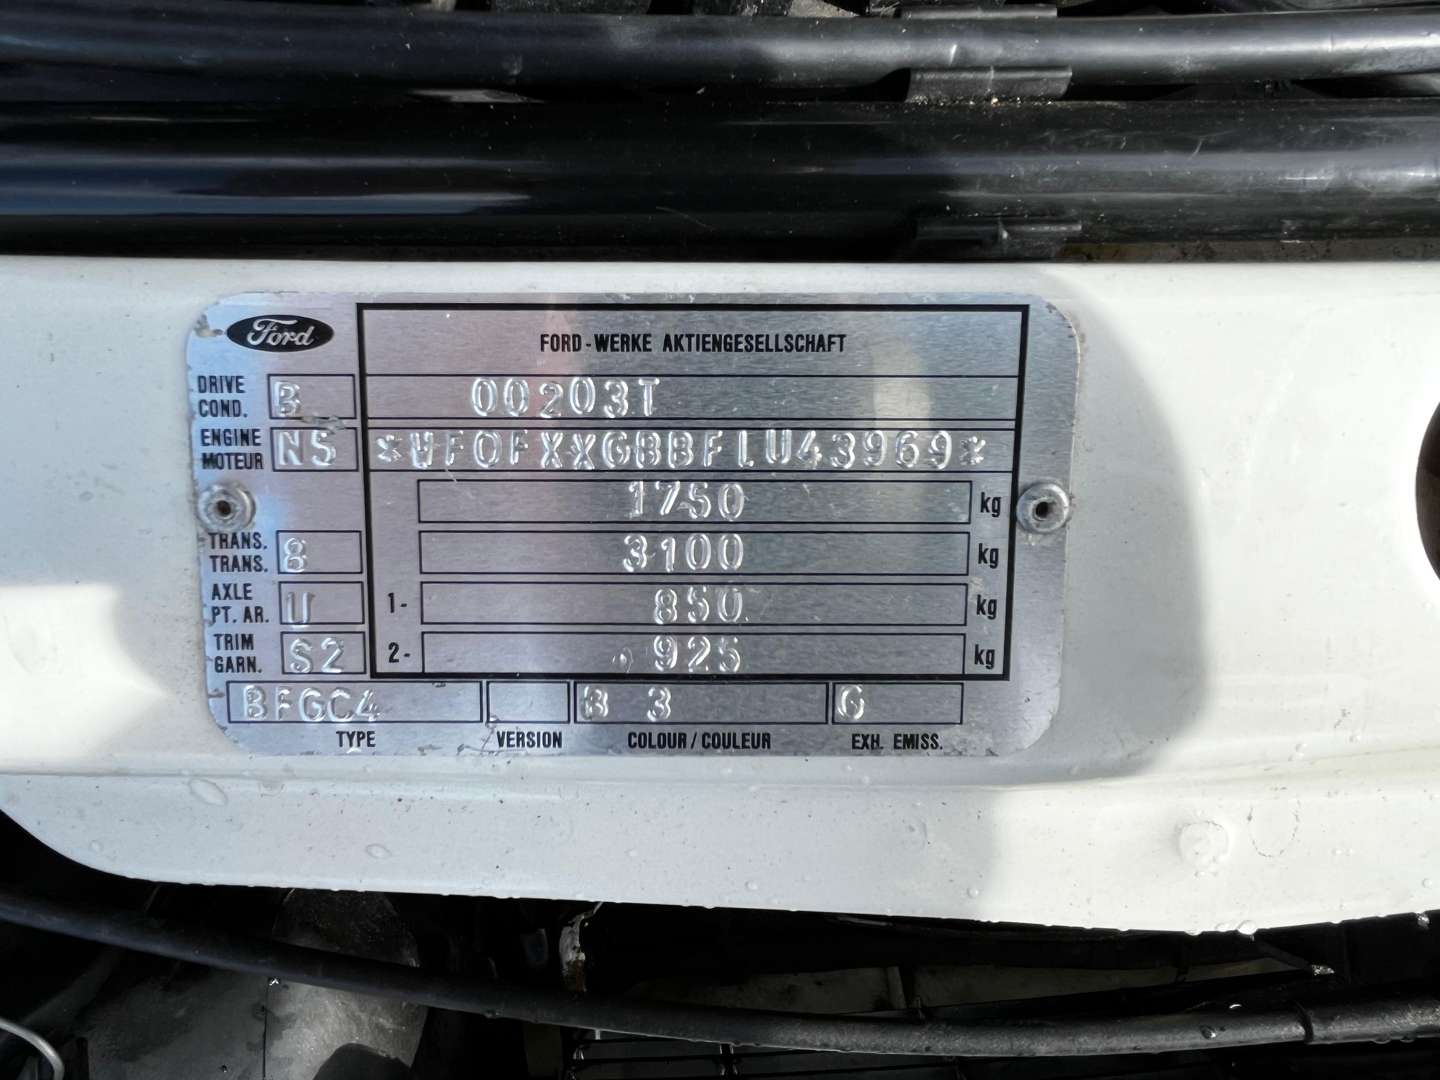 Ford
FORD-WERKE AKTIENGESELLSCHAFT
DRIVE
COND. B 00203T
ENGINE
MOTEUR N5 *WF0FXXGBBFLU43969*
1750 kg
TRANS.
TRANS. 8 3100 kg
AXLE
PT. AR. U 1- 850 kg
TRIM
GARN. S2 2- 925 kg
BFGC4 B 3 G
TYPE VERSION COLOUR/COULEUR EXH. EMISS.